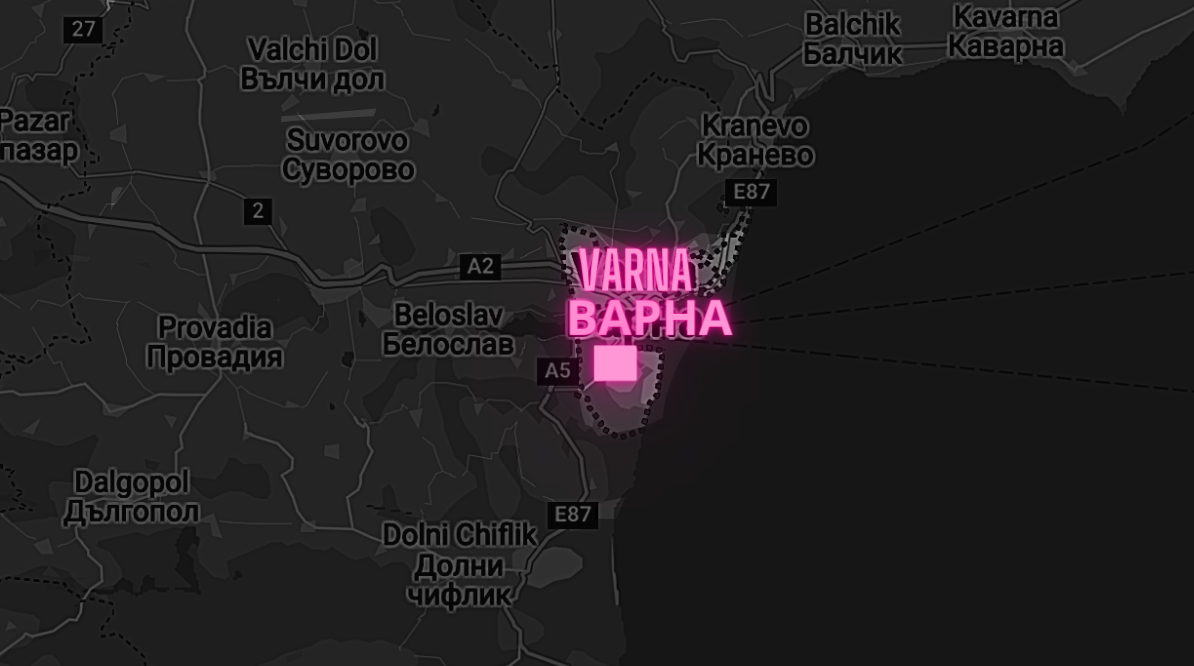 27
Balchik
Балчик
Kavarna
Каварна
Valchi Dol
Вълчи дол
Pazar
пазар
Suvorovo
Суворово
Kranevo
Кранево
E87
2
A2
VARNA
ВАРНА
Beloslav
Белослав
Provadia
Провадия
A5
Dalgopol
Дългопол
E87
Dolni Chiflik
Долни
чифлик